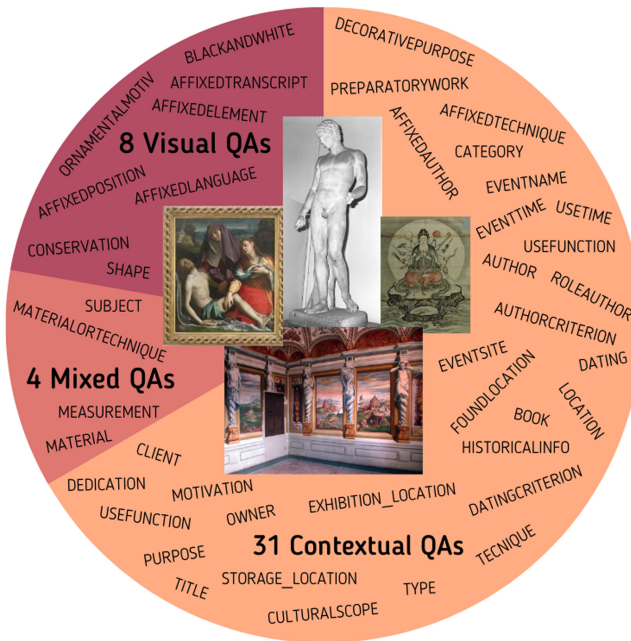 BLACKANDWHITE
AFFIXEDTRANSCRIPT
ORNAMENTALMOTIV
AFFIXEDELEMENT
8 Visual QAs
AFFIXEDPOSITION
AFFIXEDLANGUAGE
CONSERVATION
SHAPE
SUBJECT
MATERIALORTECHNIQUE
4 Mixed QAs
MEASUREMENT
MATERIAL
DECORATIVEPURPOSE
PREPARATORYWORK
AFFIXEDTECHNIQUE
AFFIXEDAUTHOR
CATEGORY
EVENTNAME
EVENTTIME
USETIME
USEFUNCTION
AUTHOR
ROLEAUTHOR
AUTHORCRITERION
EVENTSITE
DATING
FOUNDLOCATION
LOCATION
BOOK
HISTORICALINFO
CLIENT
DEDICATION
MOTIVATION
EXHIBITION_LOCATION
DATINGCRITERION
USEFUNCTION
OWNER
31 Contextual QAs
TECNIQUE
PURPOSE
TITLE
STORAGE_LOCATION
TYPE
CULTURALSCOPE